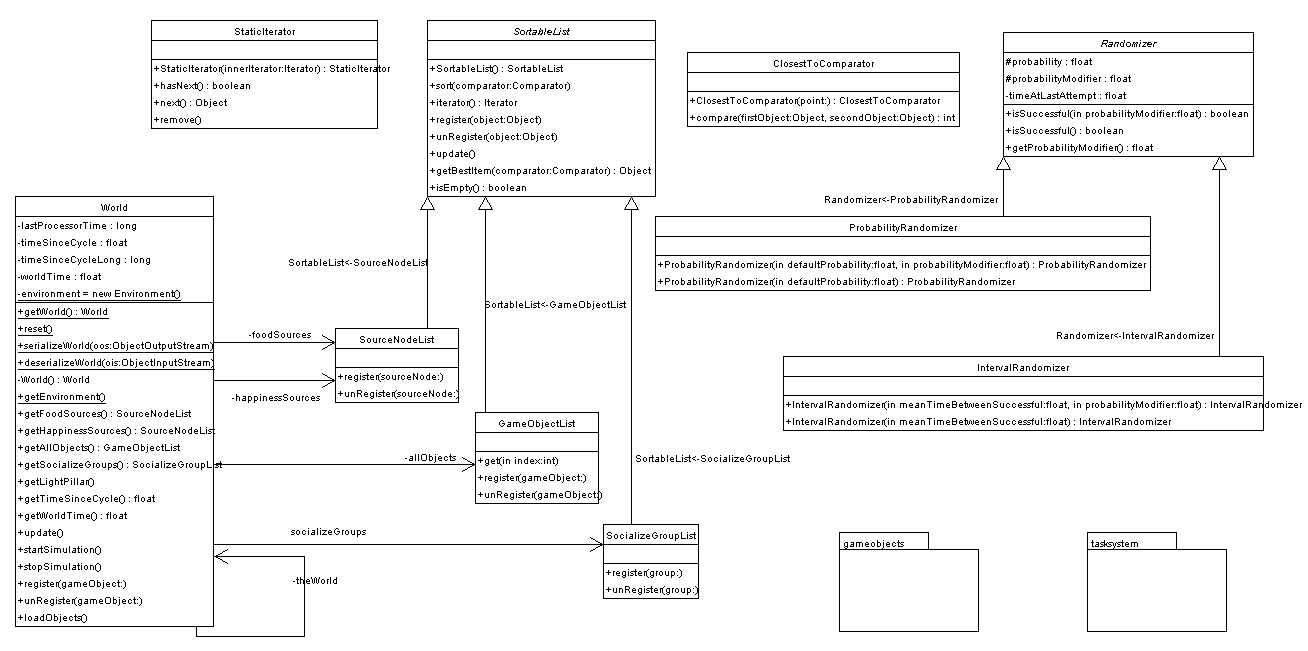 StaticIterator
+StaticIterator(innerIterator:Iterator) : StaticIterator
+hasNext() : boolean
+next() : Object
+remove()
SortableList
+SortableList() : SortableList
+sort(comparator:Comparator)
+iterator() : Iterator
+register(object:Object)
+unRegister(object:Object)
+update()
+getBestItem(comparator:Comparator) : Object
+isEmpty() : boolean
ClosestToComparator
+ClosestToComparator(point:) : ClosestToComparator
+compare(firstObject:Object, secondObject:Object) : int
Randomizer
#probability : float
#probabilityModifier : float
-timeAtLastAttempt : float
+isSuccessful(in probabilityModifier:float) : boolean
+isSuccessful() : boolean
+getProbabilityModifier() : float
World
-lastProcessorTime : long
-timeSinceCycle : float
-timeSinceCycleLong : long
-worldTime : float
-environment = new Environment()
+getWorld() : World
+reset()
+serializeWorld(oos:ObjectOutputStream)
+deserializeWorld(ois:ObjectInputStream)
-World() : World
+getEnvironment()
+getFoodSources() : SourceNodeList
+getHappinessSources() : SourceNodeList
+getAllObjects() : GameObjectList
+getSocializeGroups() : SocializeGroupList
+getLightPillar()
+getTimeSinceCycle() : float
+getWorldTime() : float
+update()
+startSimulation()
+stopSimulation()
+register(gameObject:)
+unRegister(gameObject:)
+loadObjects()
Randomizer<-ProbabilityRandomizer
ProbabilityRandomizer
+ProbabilityRandomizer(in defaultProbability:float, in probabilityModifier:float) : ProbabilityRandomizer
+ProbabilityRandomizer(in defaultProbability:float) : ProbabilityRandomizer
SortableList<-SourceNodeList
SortableList<-GameObjectList
-foodSources
SourceNodeList
+register(sourceNode:)
+unRegister(sourceNode:)
-happinessSources
Randomizer<-IntervalRandomizer
IntervalRandomizer
+IntervalRandomizer(in meanTimeBetweenSuccessful:float, in probabilityModifier:float) : IntervalRandomizer
+IntervalRandomizer(in meanTimeBetweenSuccessful:float) : IntervalRandomizer
GameObjectList
+get(in index:int)
+register(gameObject:)
+unRegister(gameObject:)
-allObjects
SortableList<-SocializeGroupList
socializeGroups
SocializeGroupList
+register(group:)
+unRegister(group:)
-theWorld
gameobjects
tasksystem